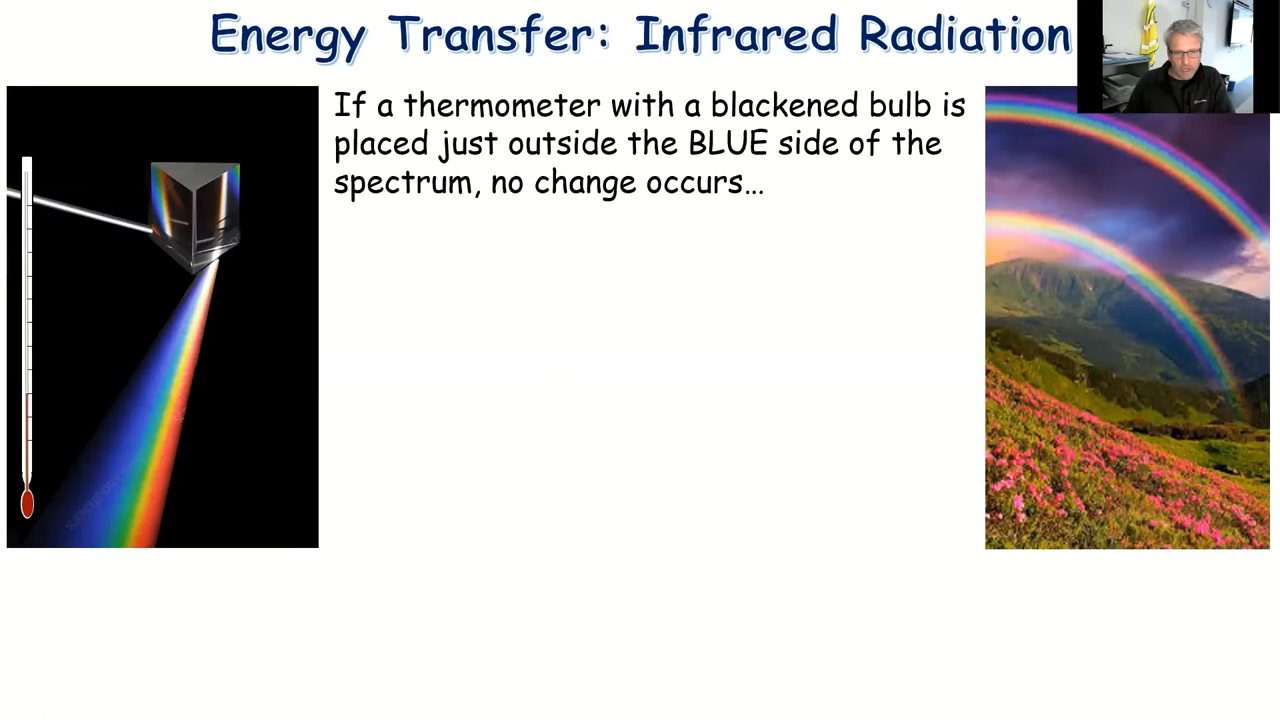 Energy Transfer: Infrared Radiation
If a thermometer with a blackened bulb is
placed just outside the BLUE side of the
spectrum, no change occurs…